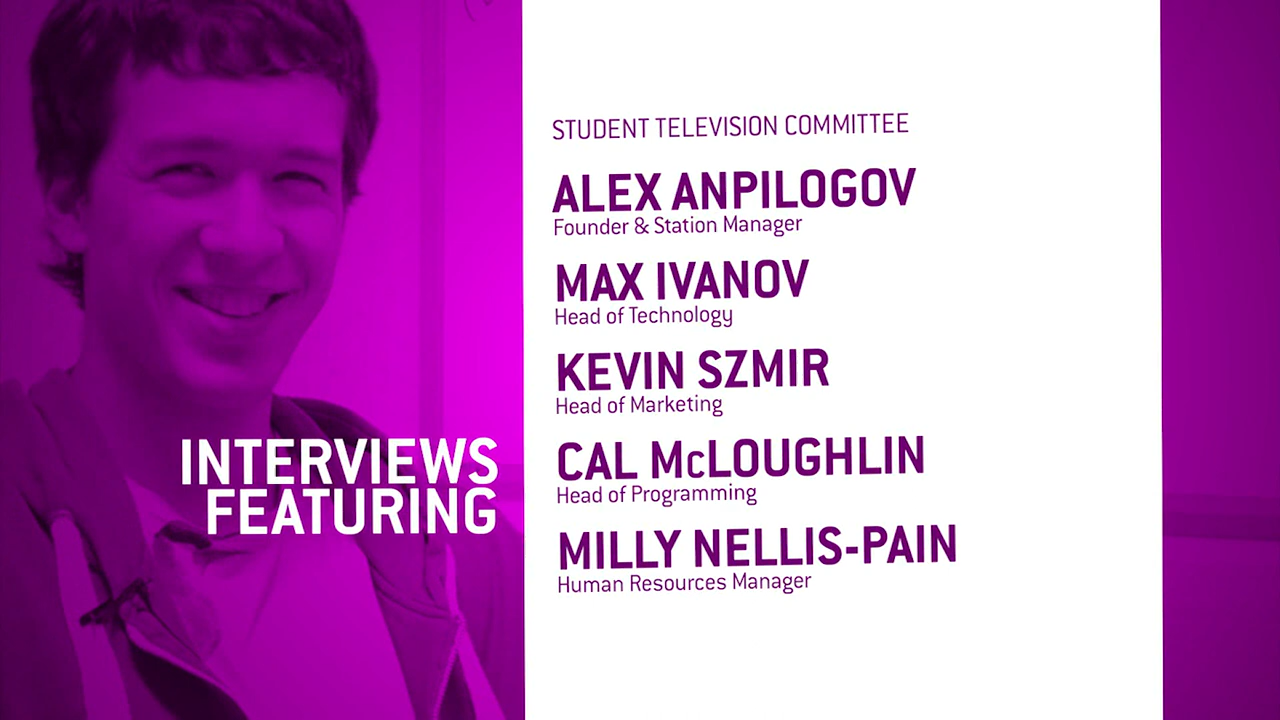 INTERVIEWS
FEATURING
STUDENT TELEVISION COMMITTEE
ALEX ANPILOGOV
Founder & Station Manager
MAX IVANOV
Head of Technology
KEVIN SZMIR
Head of Marketing
CAL McLOUGHLIN
Head of Programming
MILLY NELLIS-PAIN
Human Resources Manager